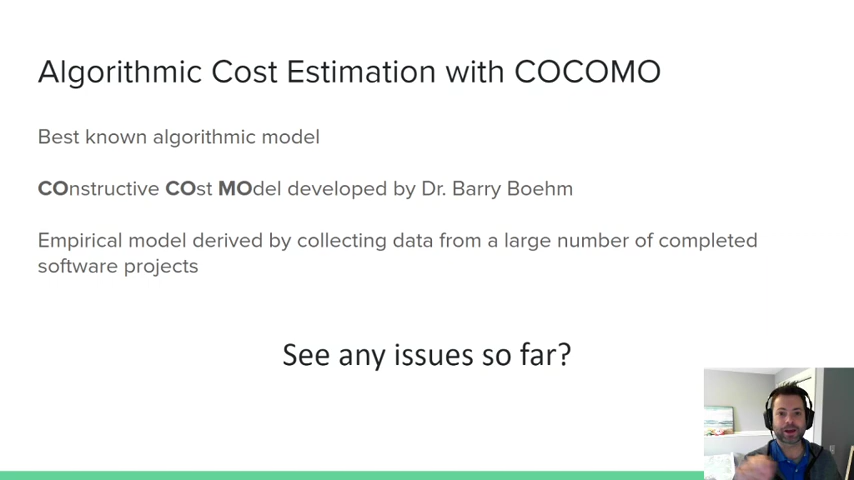 Algorithmic Cost Estimation with COCOMO
Best known algorithmic model
COnstructive COst MOdel developed by Dr. Barry Boehm
Empirical model derived by collecting data from a large number of completed
software projects
See any issues so far?